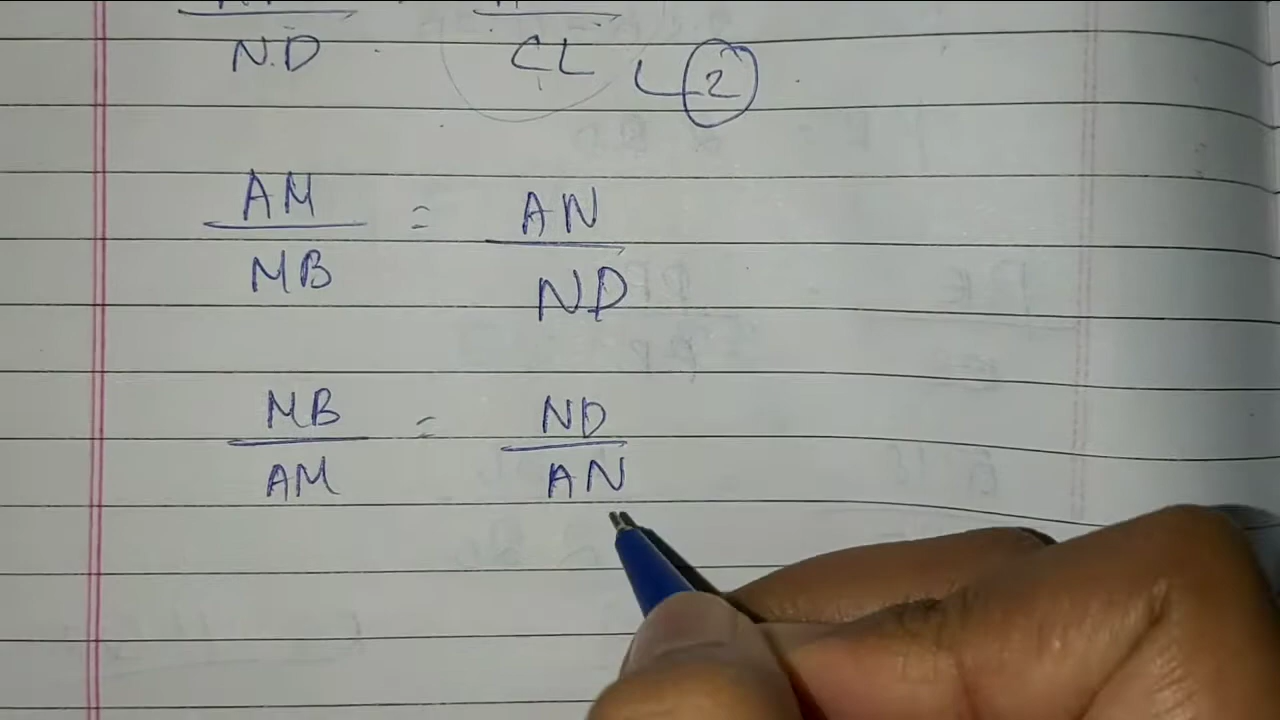 N.D CL 2
AM = AN
MB ND
MB = ND
AM AN